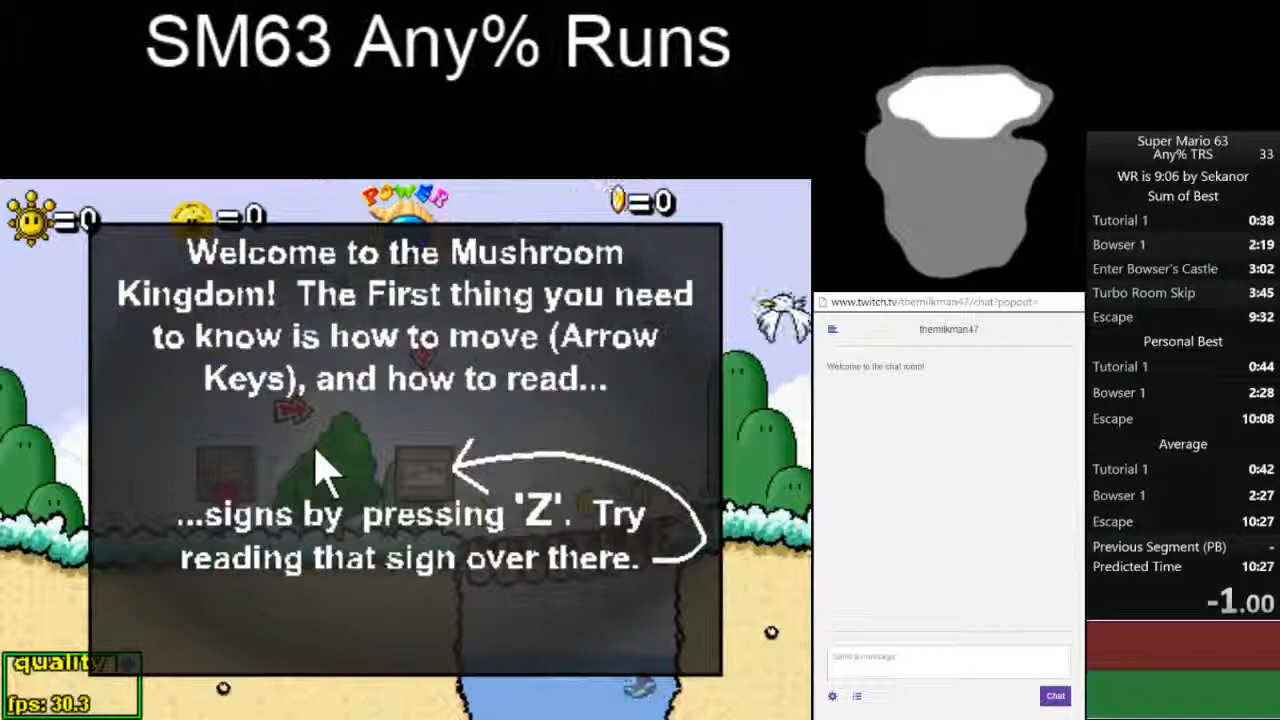 SM63 Any% Runs
=0
=0
POWER
=0
Welcome to the Mushroom
Kingdom! The First thing you need
to know is how to move (Arrow
Keys), and how to read...
...signs by pressing 'Z'. Try
reading that sign over there.
quality
fps: 30.3
www.twitch.tv/themilkman47/chat?popout=
themilkman47
Welcome to the chat room!
Send a message
Chat
Super Mario 63
Any% TRS 33
WR is 9:06 by Sekanor
Sum of Best
Tutorial 1 0:38
Bowser 1 2:19
Enter Bowser's Castle 3:02
Turbo Room Skip 3:45
Escape 9:32
Personal Best
Tutorial 1 0:44
Bowser 1 2:28
Escape 10:08
Average
Tutorial 1 0:42
Bowser 1 2:27
Escape 10:27
Previous Segment (PB) -
Predicted Time 10:27
-1.00